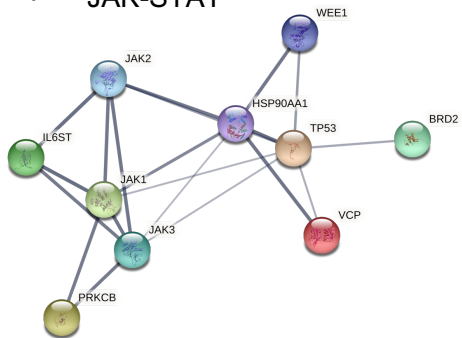 JAK-STAT
WEE1
JAK2
HSP90AA1
BRD2
TP53
IL6ST
JAK1
VCP
JAK3
PRKCB